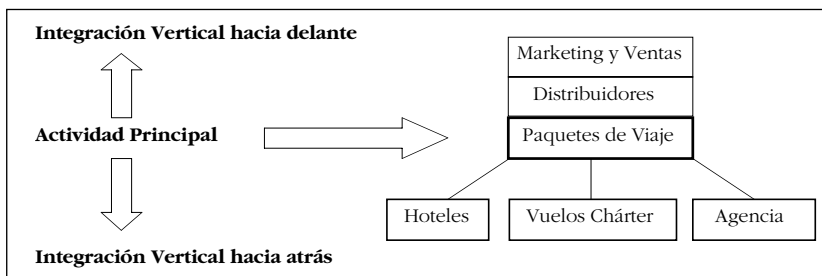 Integración Vertical hacia delante
Marketing y Ventas
Distribuidores
Actividad Principal
Paquetes de Viaje
Hoteles
Vuelos Chárter
Agencia
Integración Vertical hacia atrás